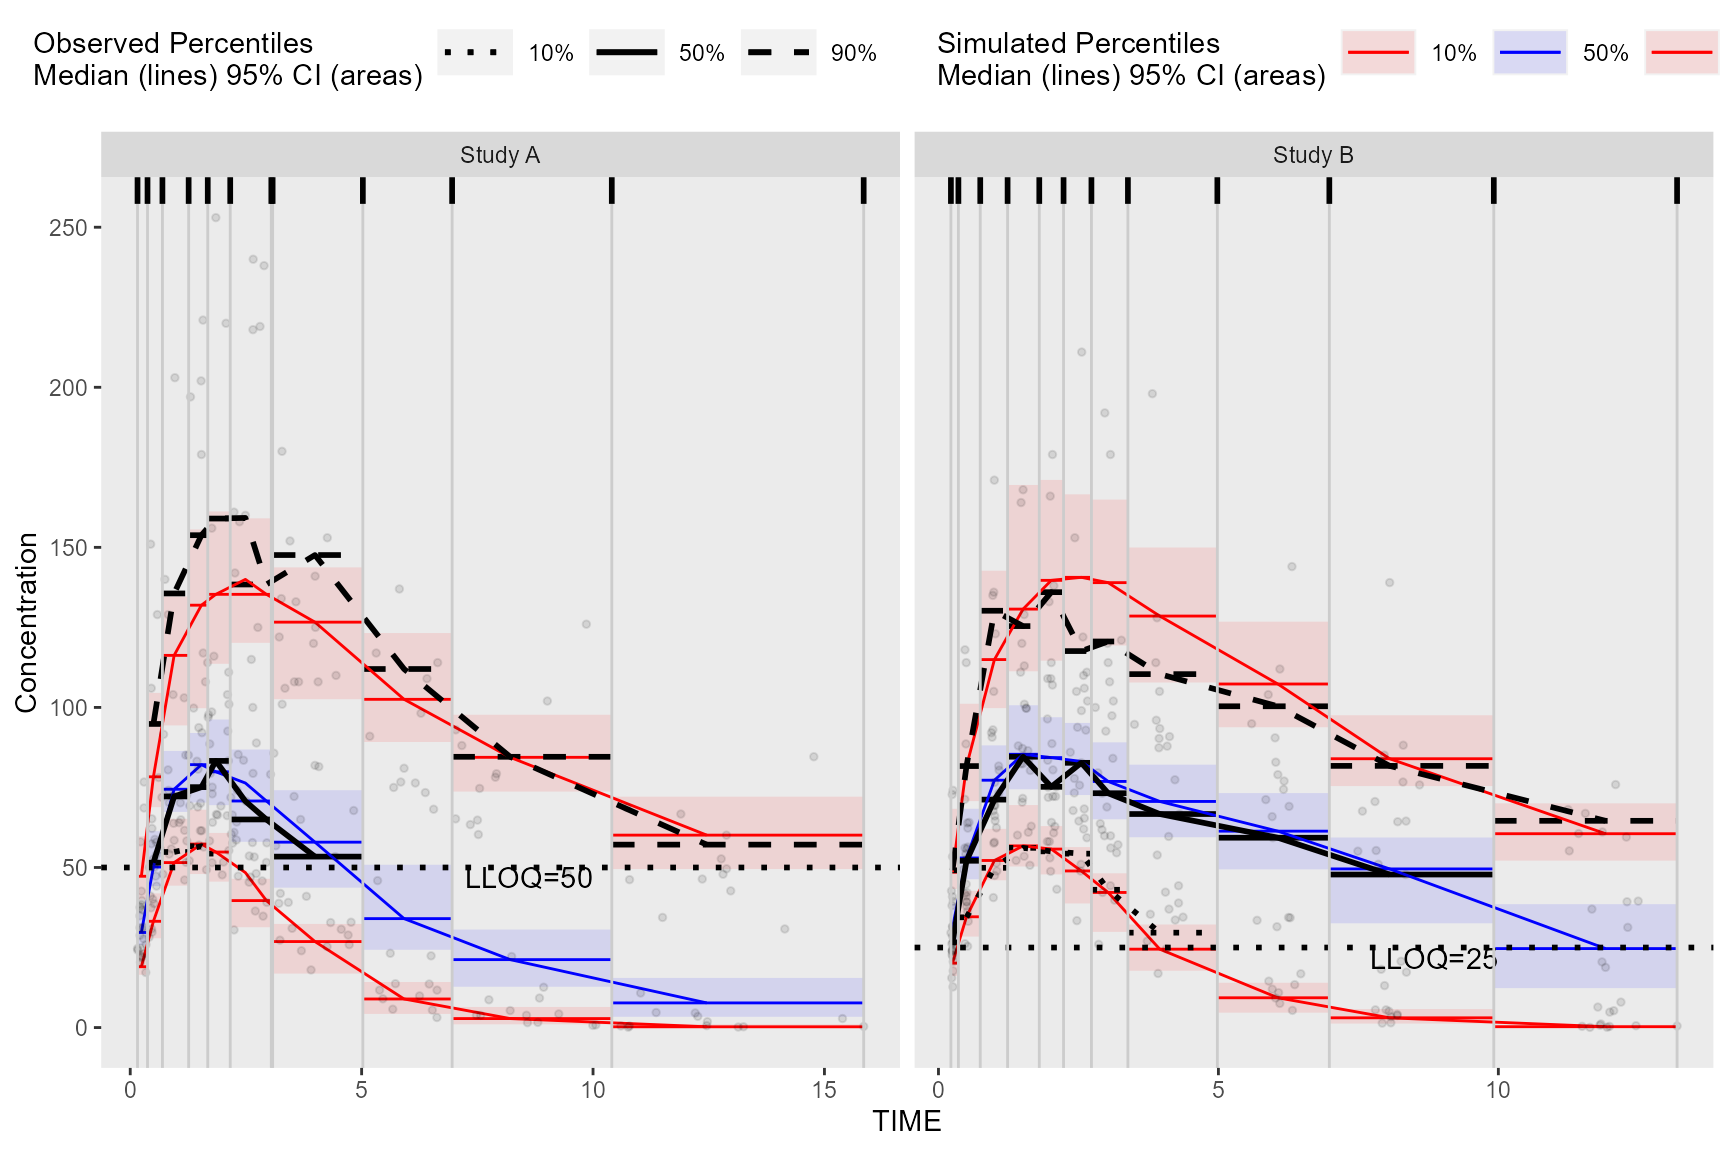 Observed Percentiles
Median (lines) 95% CI (areas)
10%
50%
90%
Simulated Percentiles
Median (lines) 95% CI (areas)
10%
50%
Study A
Study B
Concentration
250
200
150
100
50
0
LLOQ=50
LLOQ=25
0
5
10
15
0
5
10
TIME